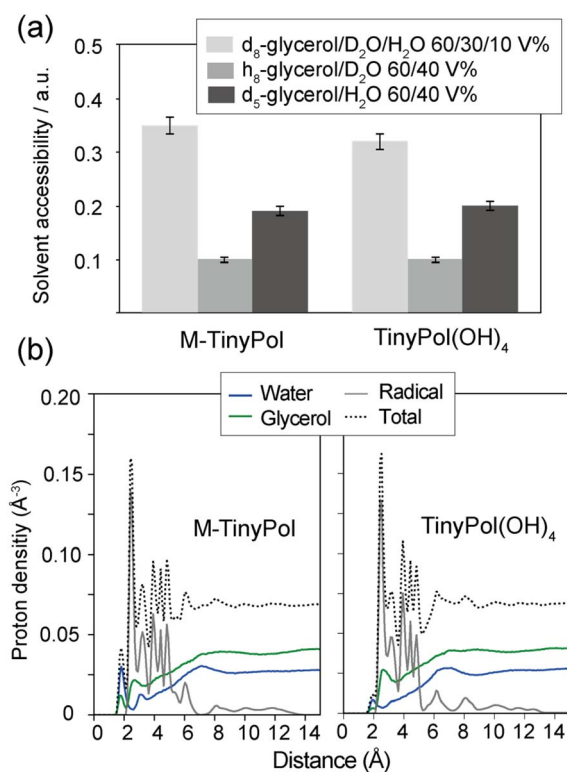 (a)
d₈-glycerol/D₂O/H₂O 60/30/10 V%
h₈-glycerol/D₂O 60/40 V%
d₅-glycerol/H₂O 60/40 V%
Solvent accessibility / a.u.
0.5
0.4
0.3
0.2
0.1
M-TinyPol
TinyPol(OH)₄
(b)
Water
Radical
Glycerol
Total
Proton densitiy (Å⁻³)
0.20
0.15
0.10
0.05
0
M-TinyPol
TinyPol(OH)₄
0 2 4 6 8 10 12 14
0 2 4 6 8 10 12 14
Distance (Å)